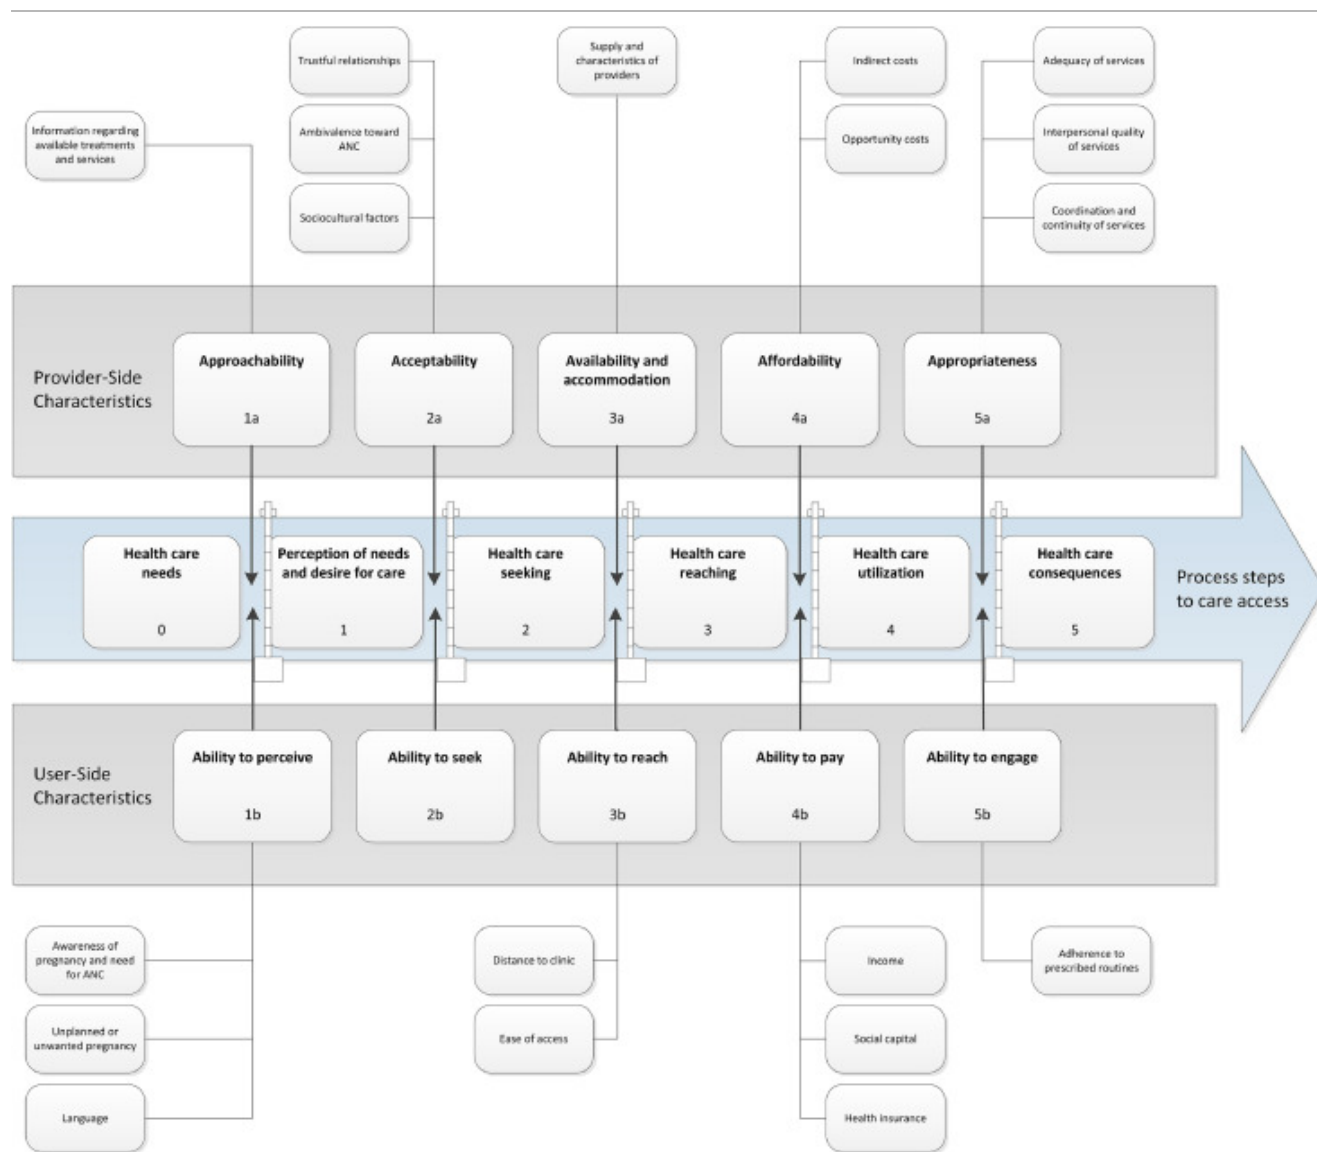 Trustful relationships
Supply and
characteristics of
providers
Indirect costs
Adequacy of services
Information regarding
available treatments
and services
Ambivalence toward
ANC
Opportunity costs
Interpersonal quality
of services
Sociocultural factors
Coordination and
continuity of services
Provider-Side
Characteristics
Approachability
1a
Acceptability
2a
Availability and
accommodation
3a
Affordability
4a
Appropriateness
5a
Health care
needs
0
Perception of needs
and desire for care
1
Health care
seeking
2
Health care
reaching
3
Health care
utilization
4
Health care
consequences
5
Process steps
to care access
User-Side
Characteristics
Ability to perceive
1b
Ability to seek
2b
Ability to reach
3b
Ability to pay
4b
Ability to engage
5b
Awareness of
pregnancy and need
for ANC
Distance to clinic
Income
Adherence to
prescribed routines
Unplanned or
unwanted pregnancy
Ease of access
Social capital
Language
Health insurance